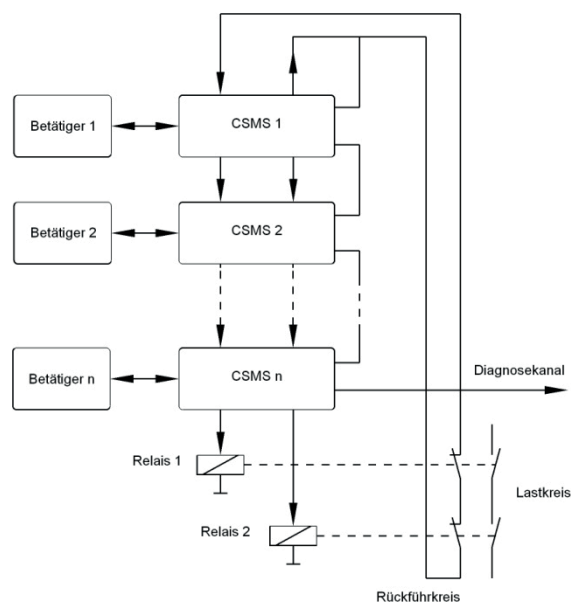 Betätiger 1
CSMS 1
Betätiger 2
CSMS 2
Betätiger n
CSMS n
Diagnosekanal
Relais 1
Lastkreis
Relais 2
Rückführkreis